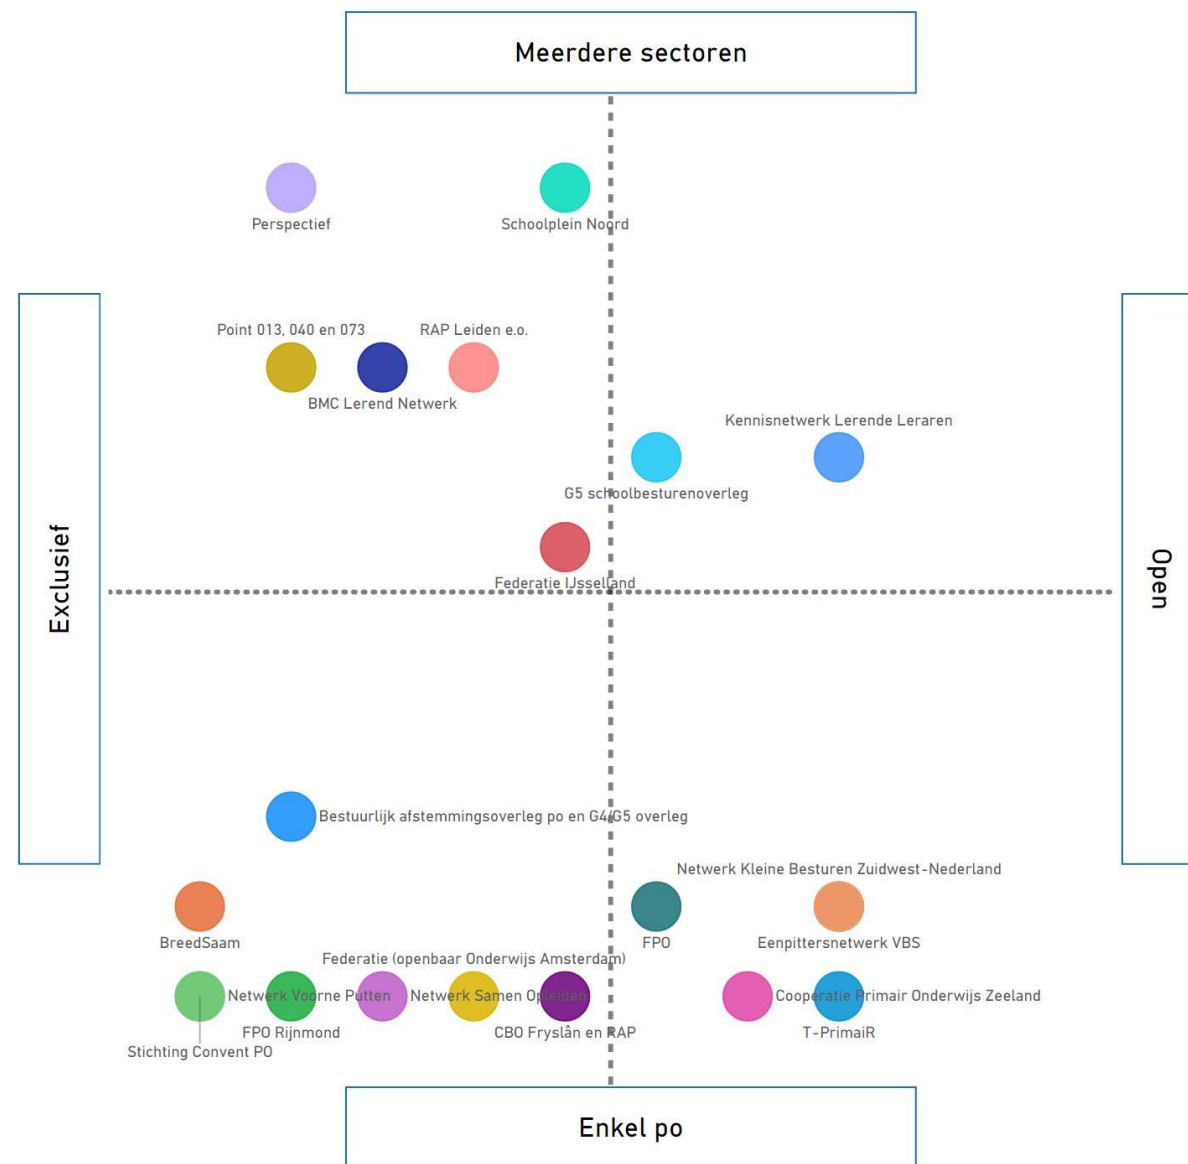 Meerdere sectoren
Perspectief
Schoolplein Noord
Point 013, 040 en 073
RAP Leiden e.o.
BMC Lerend Netwerk
Kennisnetwerk Lerende Leraren
G5 schoolbesturenoverleg
Exclusief
Open
Federatie IJsselland
Bestuurlijk afstemmingsoverleg po en G4/G5 overleg
Netwerk Kleine Besturen Zuidwest-Nederland
BreedSaam
FPO
Eenpittersnetwerk VBS
Federatie (openbaar Onderwijs Amsterdam)
Netwerk Voorne Putten
Netwerk Samen Opleiden
Cooperatie Primair Onderwijs Zeeland
FPO Rijnmond
CBO Fryslân en RAP
T-PrimaiR
Stichting Convent PO
Enkel po